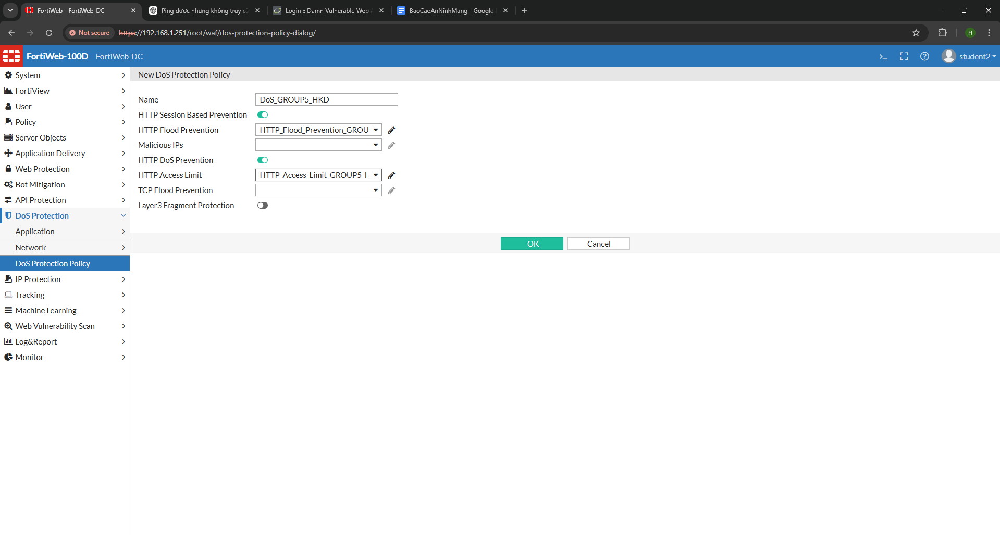 FortiWeb - FortiWeb-DC
Ping được nhưng không truy cậ
Login :: Damn Vulnerable Web A
BaoCaoAnNinhMang - Google
Not secure
https://192.168.1.251/root/waf/dos-protection-policy-dialog/
H
FortiWeb-100D FortiWeb-DC
student2
System
FortiView
User
Policy
Server Objects
Application Delivery
Web Protection
Bot Mitigation
API Protection
DoS Protection
Application
Network
DoS Protection Policy
IP Protection
Tracking
Machine Learning
Web Vulnerability Scan
Log&Report
Monitor
New DoS Protection Policy
Name DoS_GROUP5_HKD
HTTP Session Based Prevention
HTTP Flood Prevention HTTP_Flood_Prevention_GROU
Malicious IPs
HTTP DoS Prevention
HTTP Access Limit HTTP_Access_Limit_GROUP5_H
TCP Flood Prevention
Layer3 Fragment Protection
OK Cancel